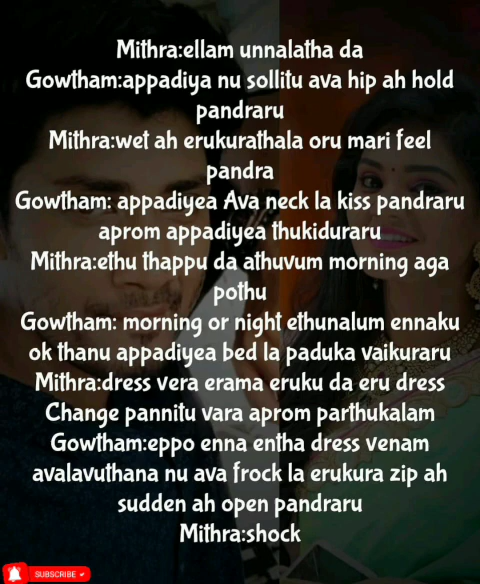 Mithra:ellam unnalatha da
Gowtham:appadiya nu sollitu ava hip ah hold
pandraru
Mithra:wet ah erukurathala oru mari feel
pandra
Gowtham: appadiyea Ava neck la kiss pandraru
aprom appadiyea thukiduraru
Mithra:ethu thappu da athuvum morning aga
pothu
Gowtham: morning or night ethunalum ennaku
ok thanu appadiyea bed la paduka vaikuraru
Mithra:dress vera erama eruku da eru dress
Change pannitu vara aprom parthukalam
Gowtham:eppo enna entha dress venam
avalavuthana nu ava frock la erukura zip ah
sudden ah open pandraru
Mithra:shock
SUBSCRIBE